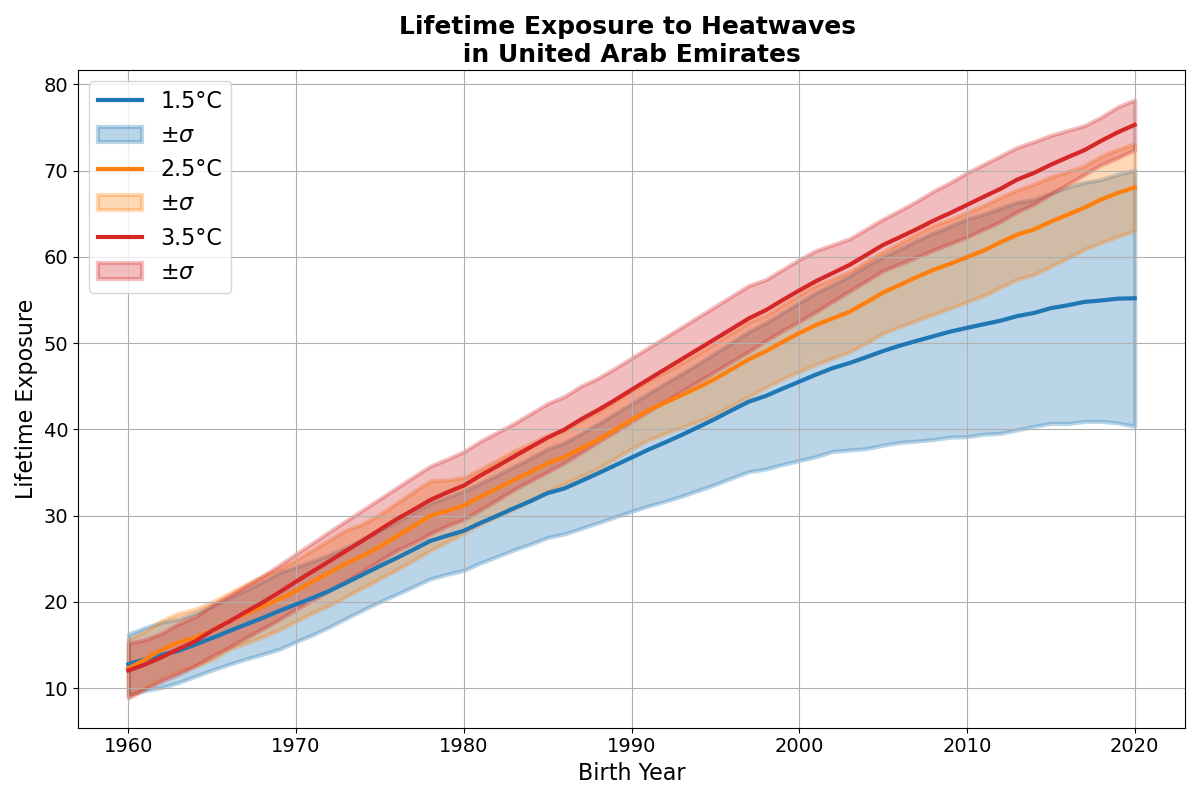 Lifetime Exposure to Heatwaves
in United Arab Emirates
80
70
60
50
40
30
20
10
Lifetime Exposure
1.5°C
±σ
2.5°C
±σ
3.5°C
±σ
1960
1970
1980
1990
2000
2010
2020
Birth Year